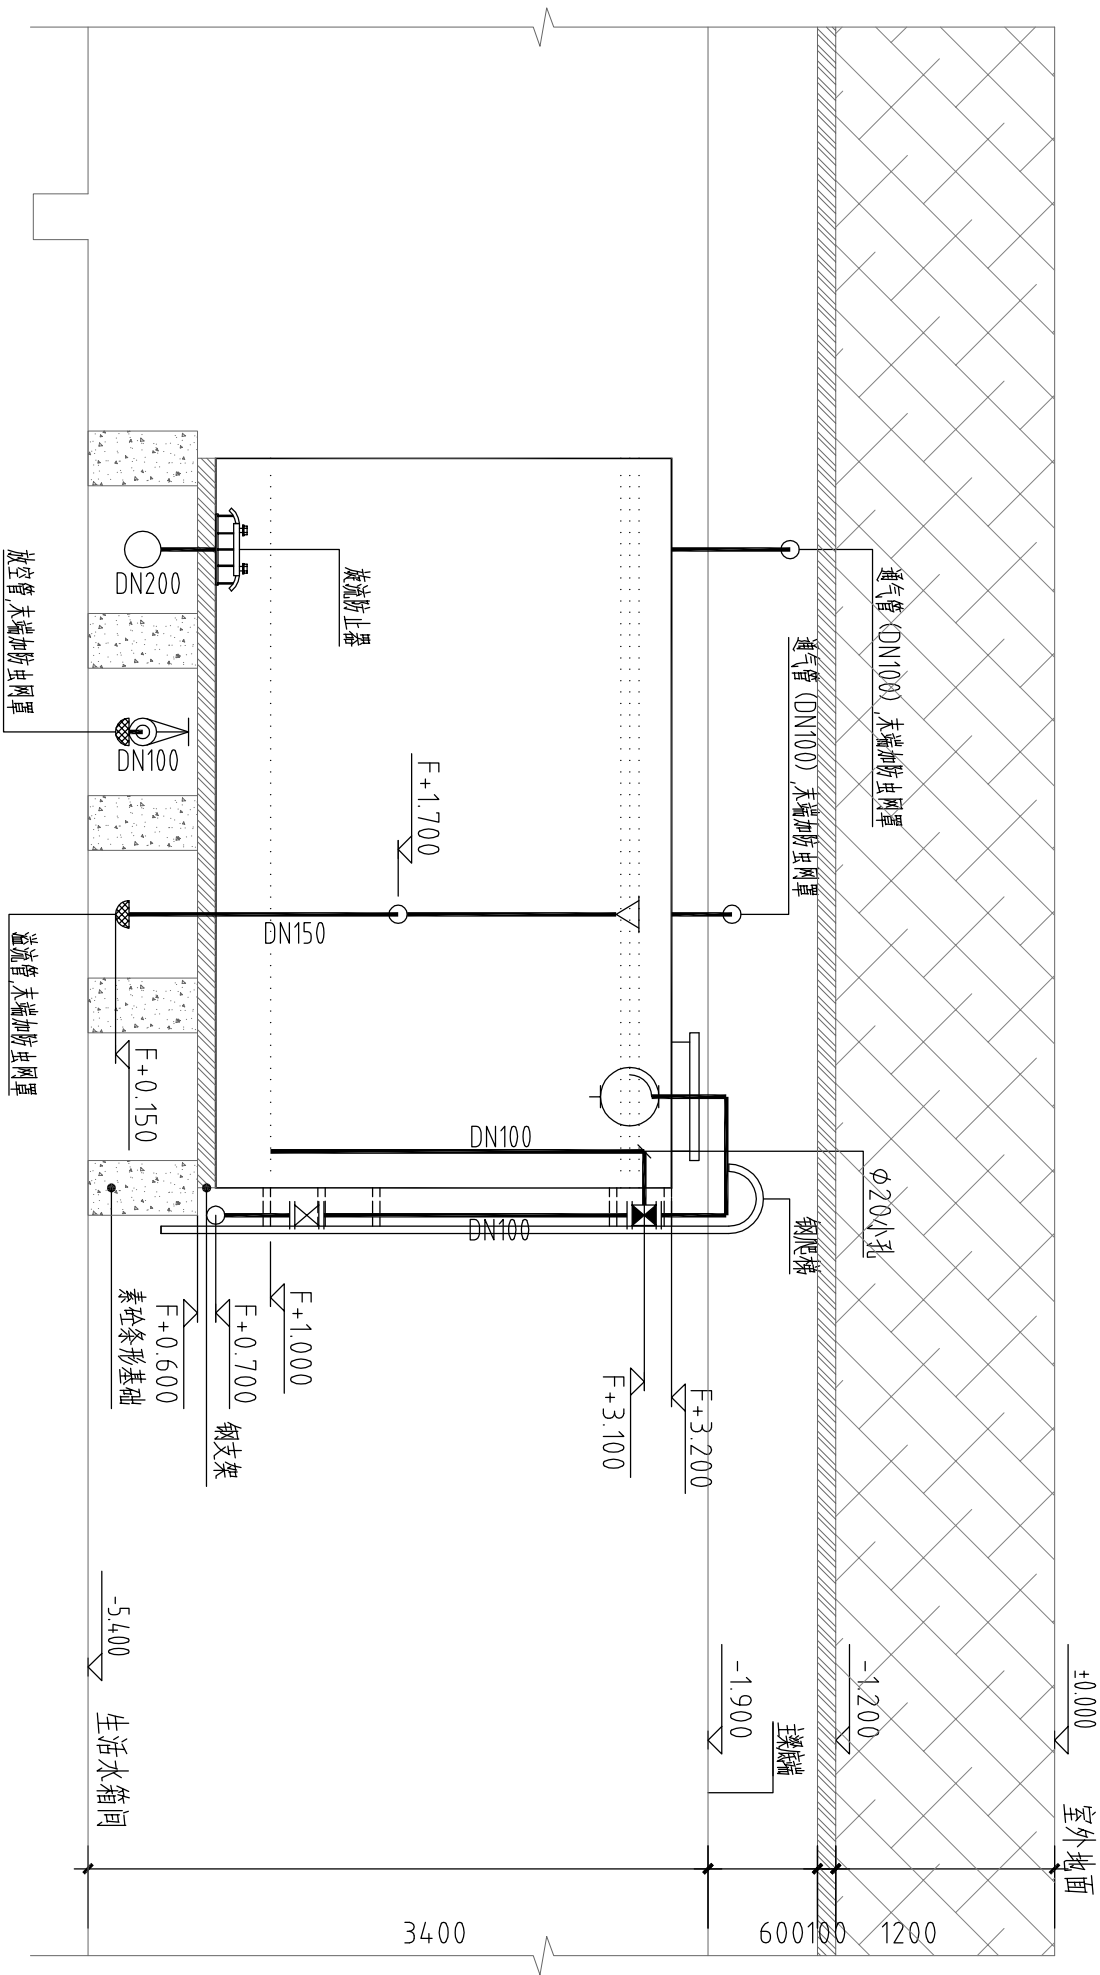 ±0.000
室外地面
-1.200
主梁底端
-1.900
-5.400
生活水箱间
1200
100
600
3400
通气管(DN100),末端加防虫网罩
通气管(DN100),末端加防虫网罩
Φ20小孔
钢爬梯
旋流防止器
F+1.700
DN150
DN100
DN100
DN200
DN100
F+3.200
F+3.100
F+1.000
F+0.700
F+0.600
钢支架
素砼条形基础
F+0.150
放空管,末端加防虫网罩
溢流管,末端加防虫网罩